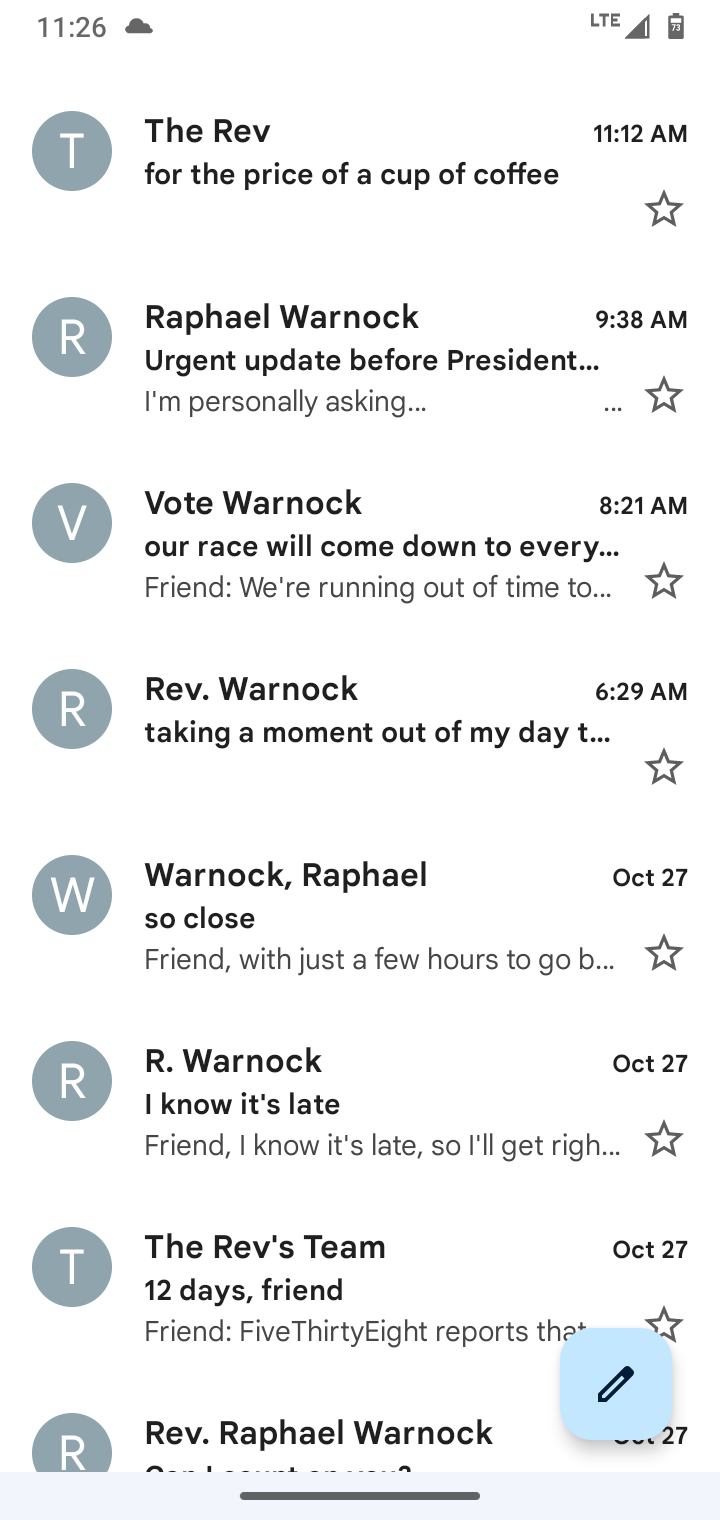 11:26 LTE 73
T The Rev 11:12 AM
for the price of a cup of coffee
R Raphael Warnock 9:38 AM
Urgent update before President...
I'm personally asking... ...
V Vote Warnock 8:21 AM
our race will come down to every...
Friend: We're running out of time to...
R Rev. Warnock 6:29 AM
taking a moment out of my day t...
W Warnock, Raphael Oct 27
so close
Friend, with just a few hours to go b...
R R. Warnock Oct 27
I know it's late
Friend, I know it's late, so I'll get righ...
T The Rev's Team Oct 27
12 days, friend
Friend: FiveThirtyEight reports that
R Rev. Raphael Warnock 27